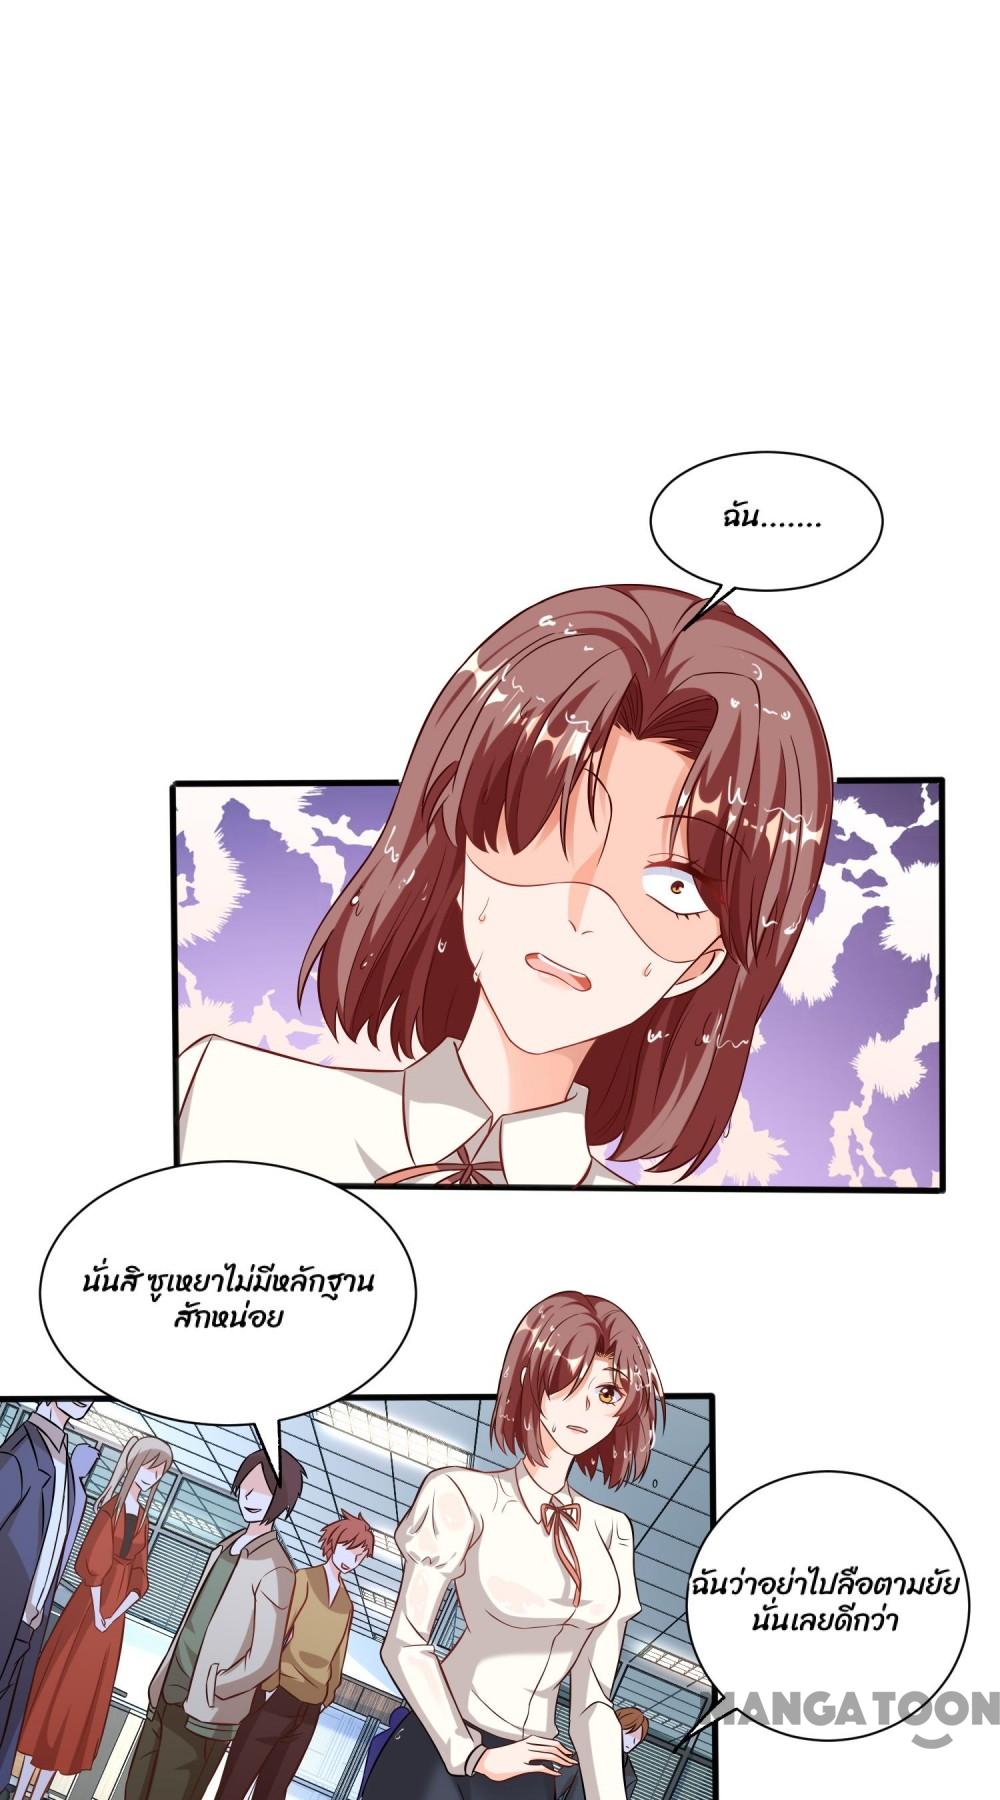 ฉัน.......
นั่นสิ ซูเหยาไม่มีหลักฐาน
สักหน่อย
ฉันว่าอย่าไปลือตามยัย
นั่นเลยดีกว่า
MANGATOON